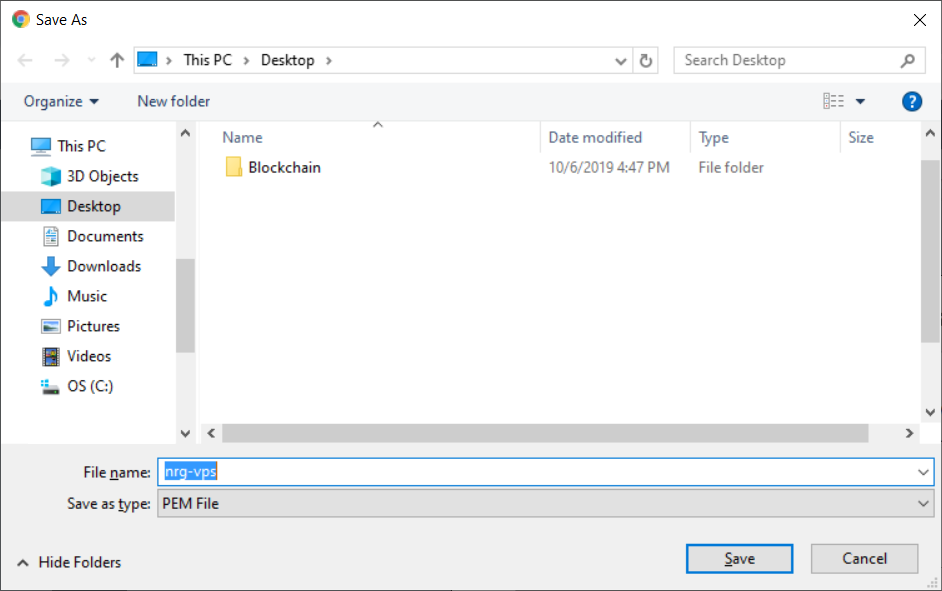 Save As
This PC Desktop Search Desktop
Organize New folder ?
Name Date modified Type Size
Blockchain 10/6/2019 4:47 PM File folder
This PC
3D Objects
Desktop
Documents
Downloads
Music
Pictures
Videos
OS (C:)
File name: nrg-vps
Save as type: PEM File
Hide Folders Save Cancel